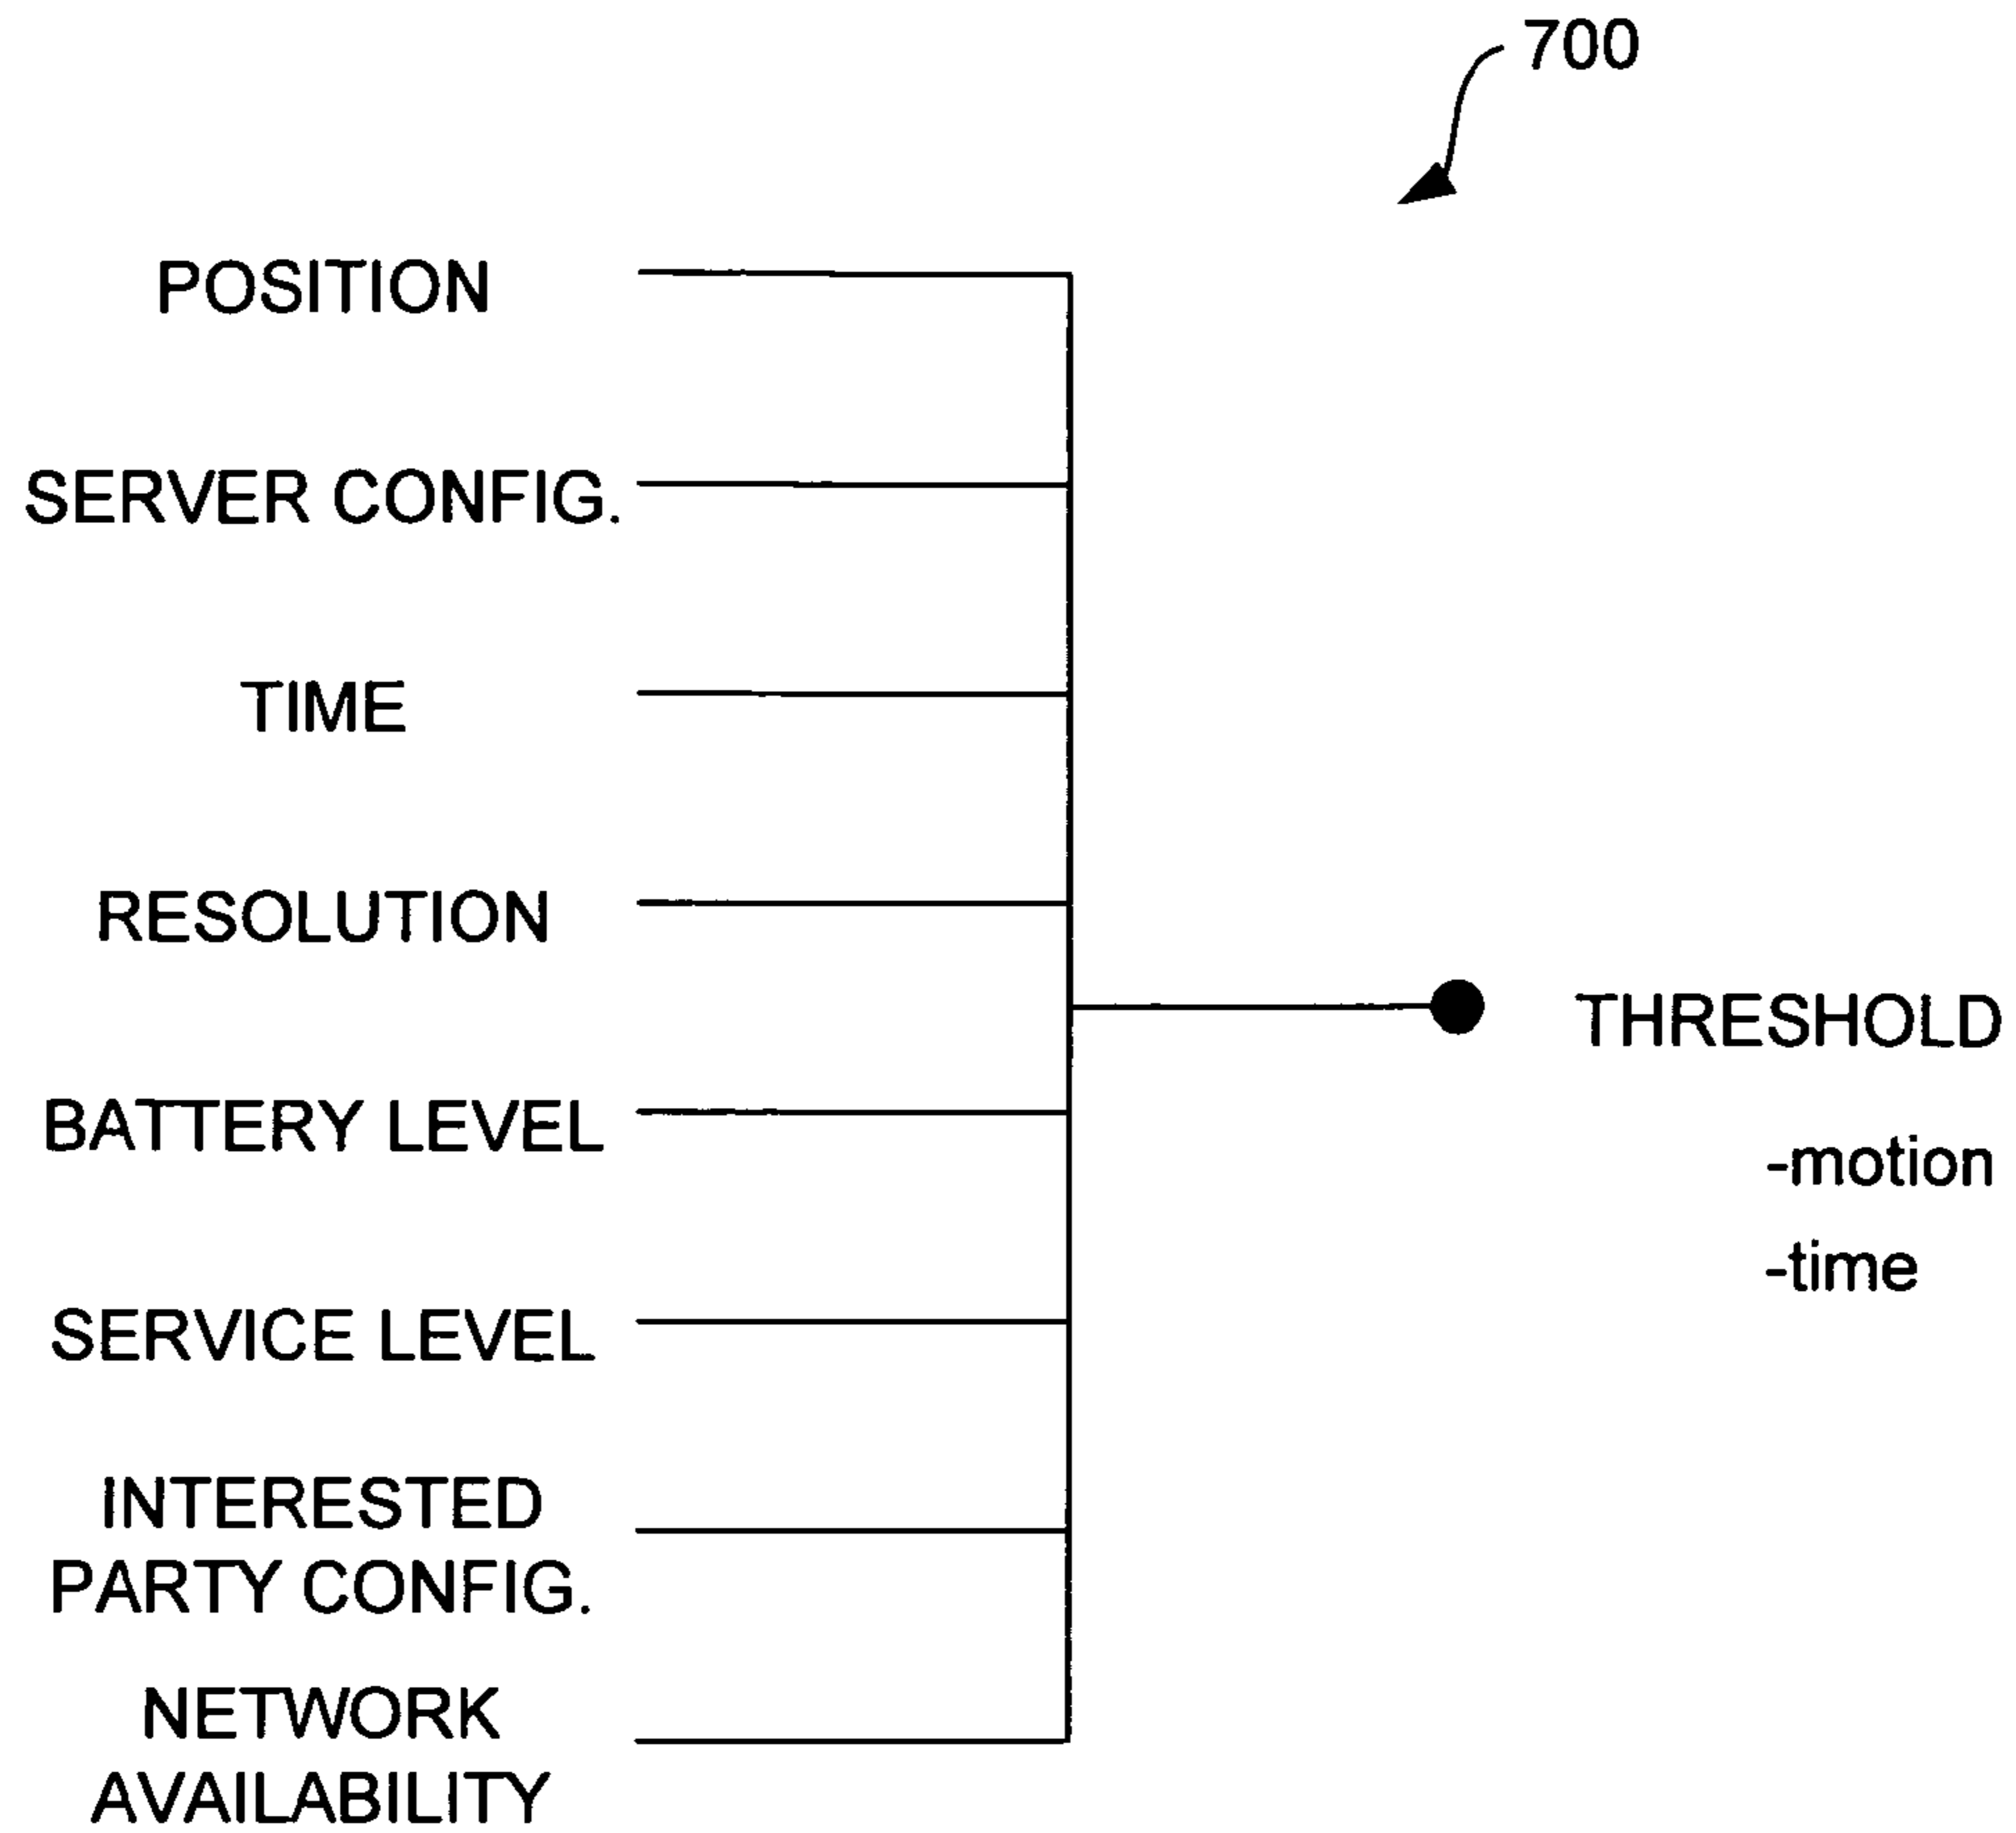 700
POSITION
SERVER CONFIG.
TIME
RESOLUTION
THRESHOLD
BATTERY LEVEL
-motion
-time
SERVICE LEVEL
INTERESTED
PARTY CONFIG.
NETWORK
AVAILABILITY